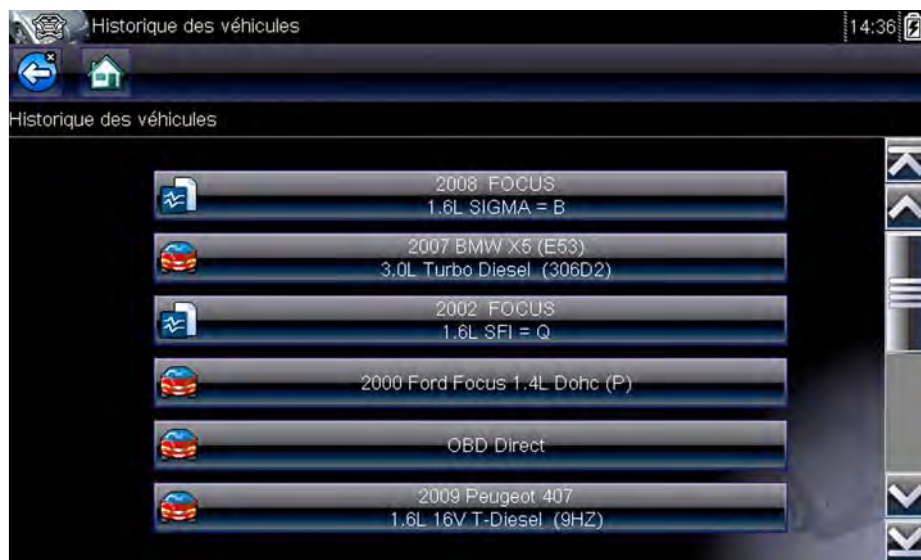 Historique des véhicules
14:36
Historique des véhicules
2008 FOCUS
1.6L SIGMA = B
2007 BMW X5 (E53)
3.0L Turbo Diesel (306D2)
2002 FOCUS
1.6L SFI = Q
2000 Ford Focus 1.4L Dohc (P)
OBD Direct
2009 Peugeot 407
1.6L 16V T-Diesel (9HZ)